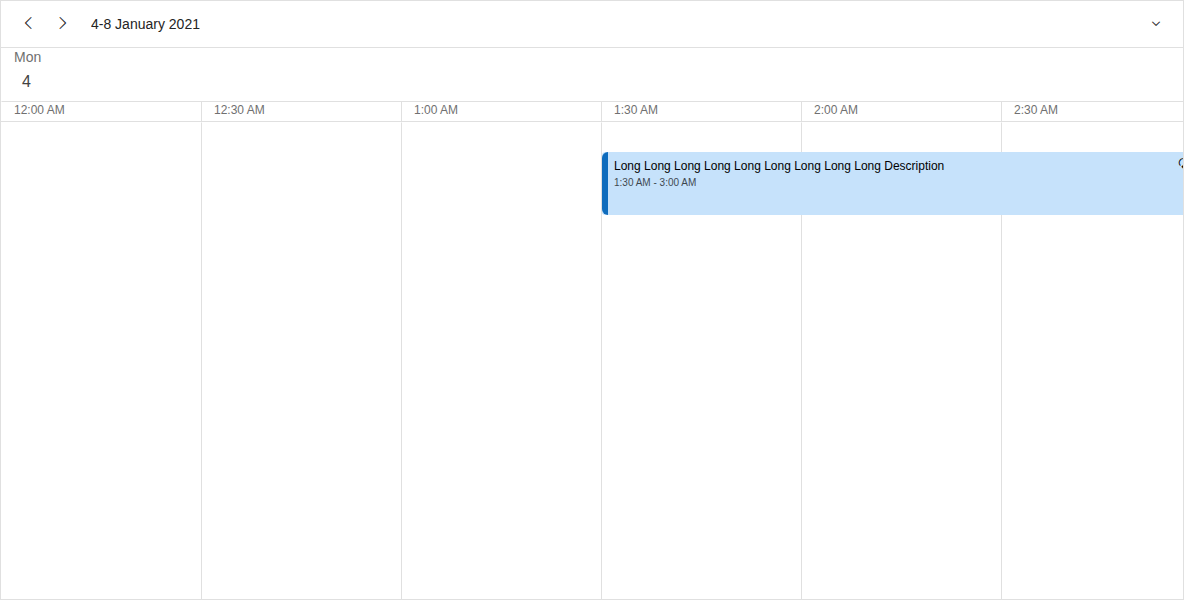 4-8 January 2021
Mon
4
12:00 AM
12:30 AM
1:00 AM
1:30 AM
2:00 AM
2:30 AM
Long Long Long Long Long Long Long Long Long Description
1:30 AM - 3:00 AM